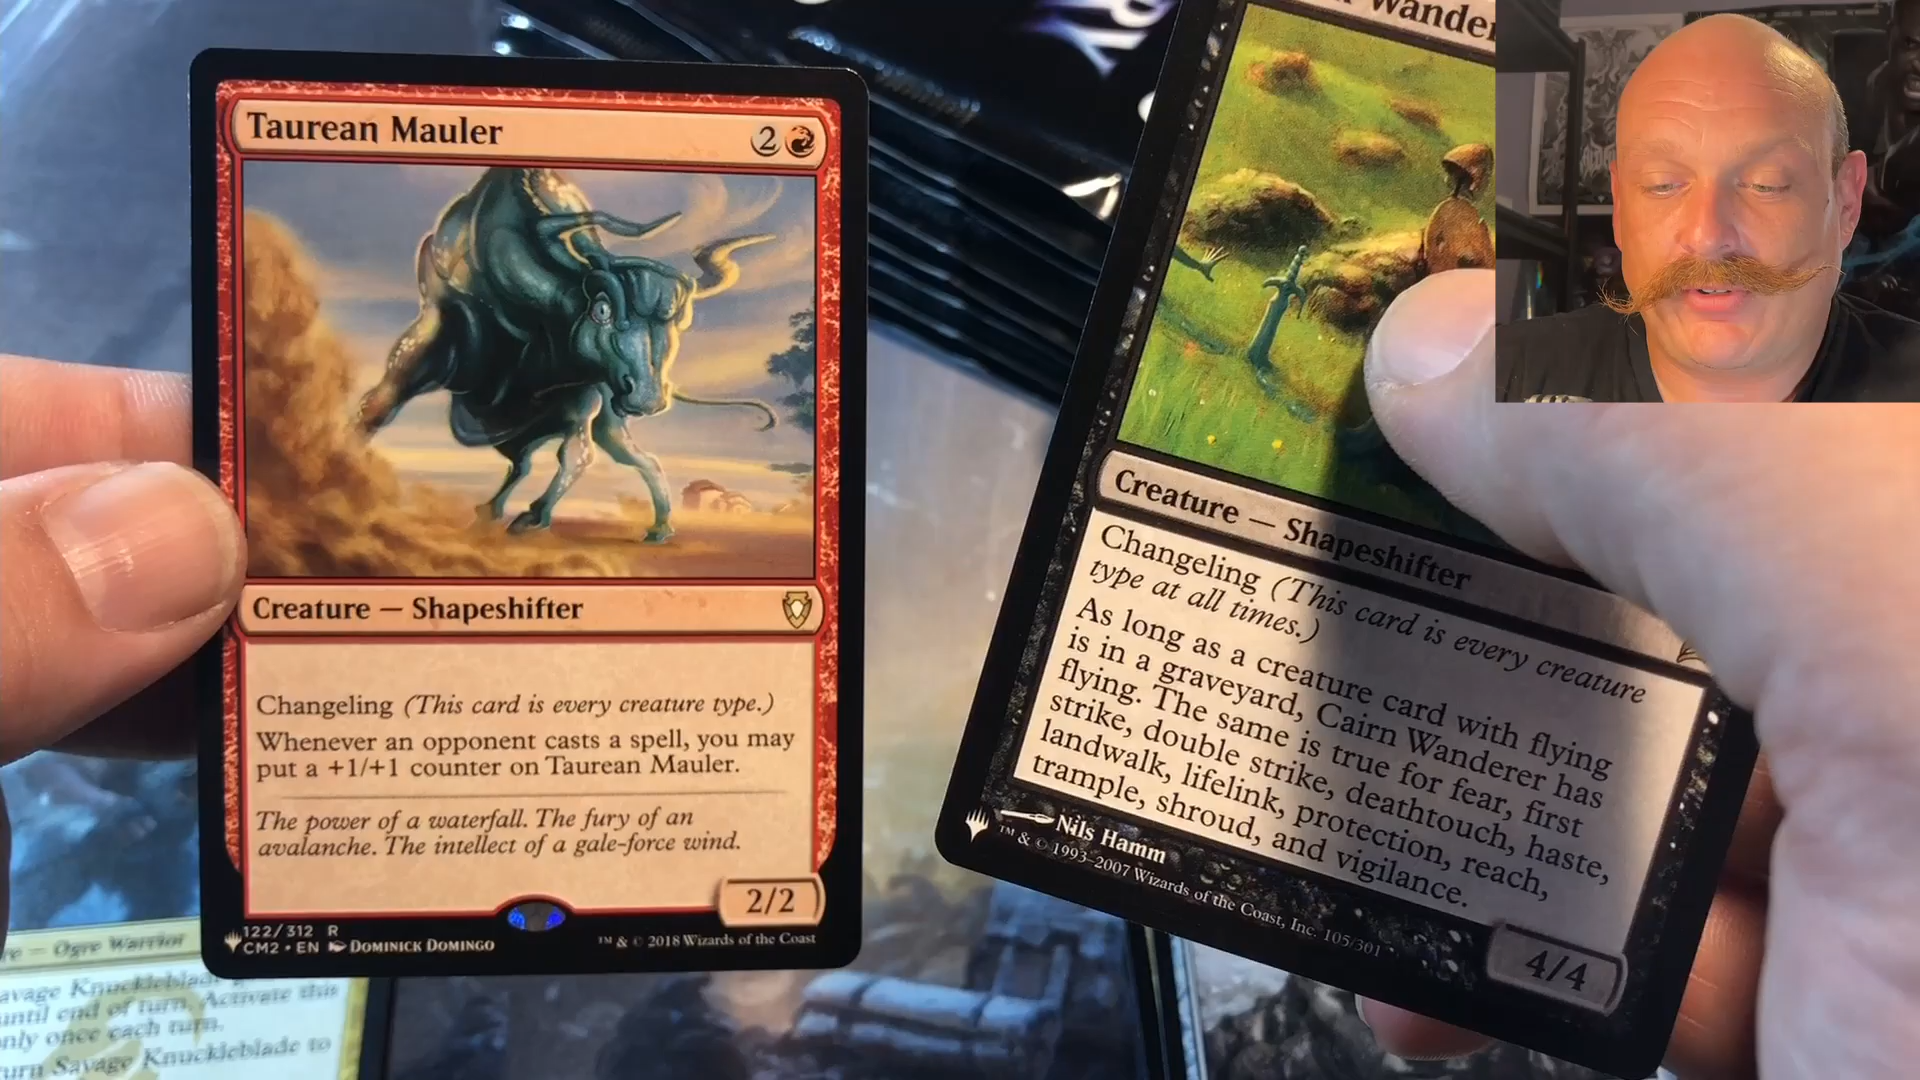 Taurean Mauler
2
Creature — Shapeshifter
Changeling (This card is every creature type.)
Whenever an opponent casts a spell, you may
put a +1/+1 counter on Taurean Mauler.
The power of a waterfall. The fury of an
avalanche. The intellect of a gale-force wind.
2/2
122/312 R
CM2 • EN DOMINICK DOMINGO
™ & © 2018 Wizards of the Coast
Wander
Creature — Shapeshifter
Changeling (This card is every creature
type at all times.)
As long as a creature card with flying
is in a graveyard, Cairn Wanderer has
flying. The same is true for fear, first
strike, double strike, deathtouch, haste,
landwalk, lifelink, protection, reach,
trample, shroud, and vigilance.
Nils Hamm
™ & © 1993–2007 Wizards of the Coast, Inc. 105/301
4/4
re — Ogre Warrior
avage Knuckleblade
until end of turn. Activate this
only once each turn.
turn Savage Knuckleblade to